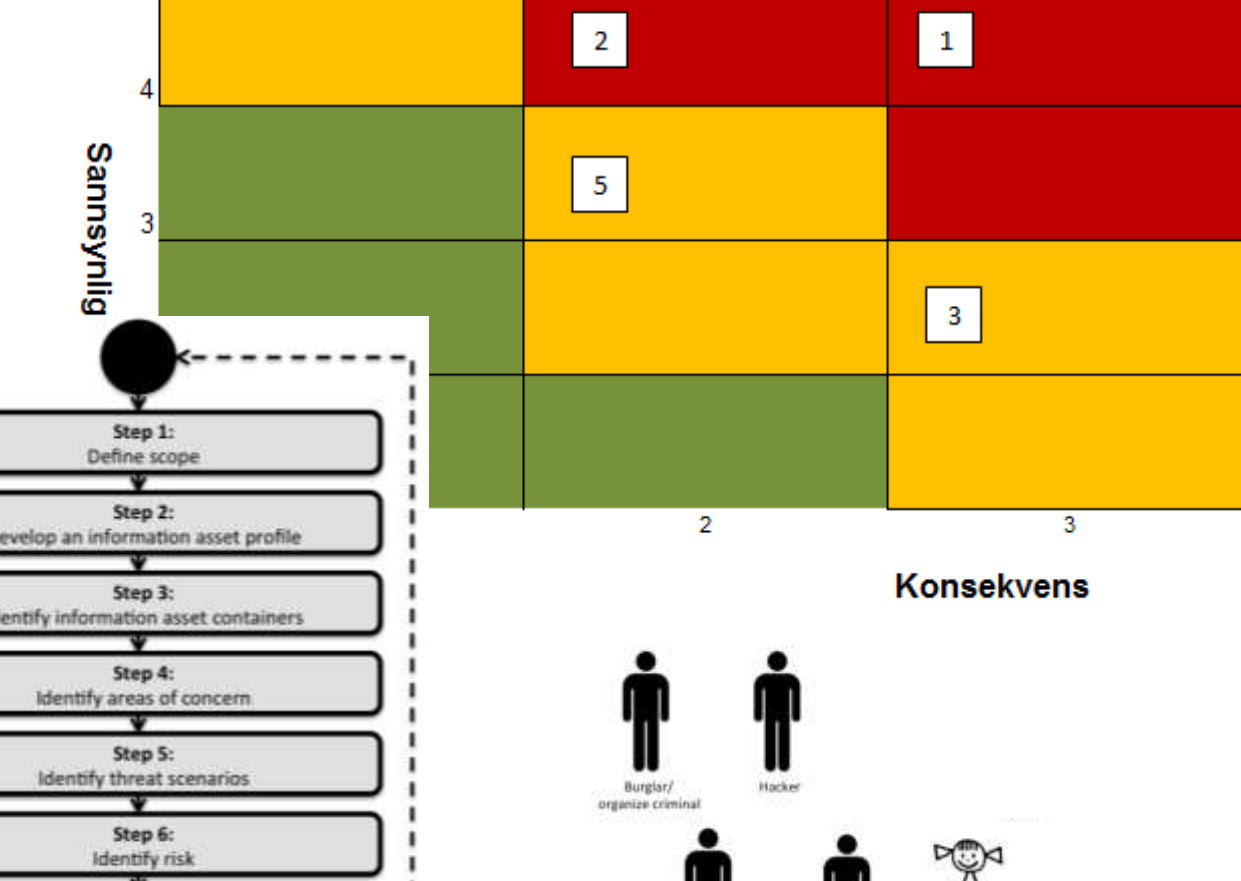 2
1
4
Sannsynlig
5
3
3
Step 1:
Define scope
Step 2:
evelop an information asset profile
Step 3:
entify information asset containers
Step 4:
Identify areas of concern
Step 5:
Identify threat scenarios
Step 6:
Identify risk
2
3
Konsekvens
Burglar/
organize criminal
Hacker